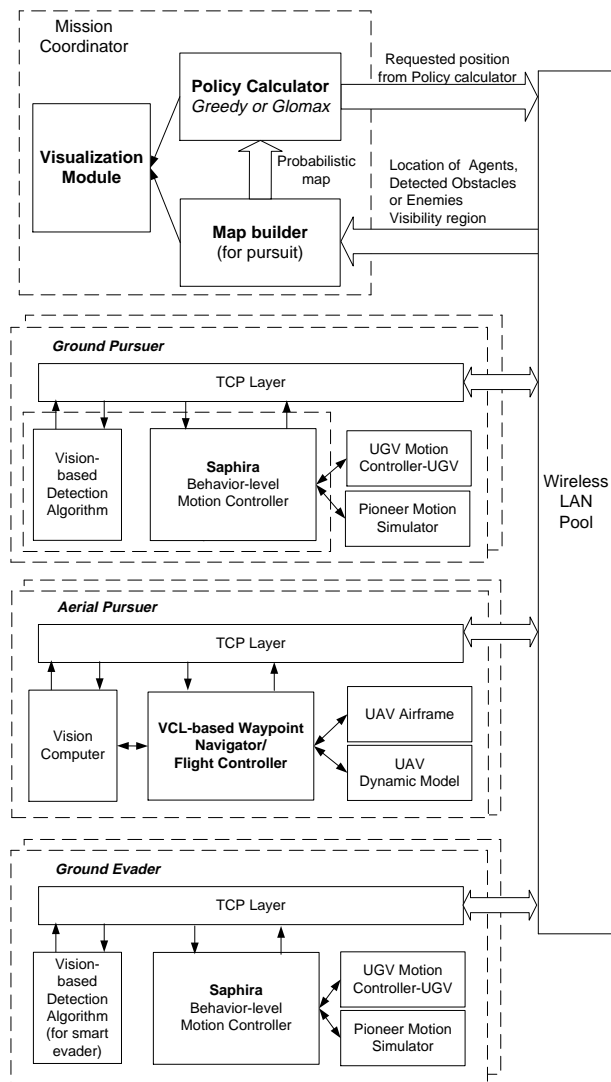 Mission
Coordinator
Policy Calculator
Greedy or Glomax
Requested position
from Policy calculator
Visualization
Module
Probabilistic
map
Location of Agents,
Detected Obstacles
or Enemies
Visibility region
Map builder
(for pursuit)
Ground Pursuer
TCP Layer
Vision-
based
Detection
Algorithm
Saphira
Behavior-level
Motion Controller
UGV Motion
Controller-UGV
Pioneer Motion
Simulator
Wireless
LAN
Pool
Aerial Pursuer
TCP Layer
Vision
Computer
VCL-based Waypoint
Navigator/
Flight Controller
UAV Airframe
UAV
Dynamic Model
Ground Evader
TCP Layer
Vision-
based
Detection
Algorithm
(for smart
evader)
Saphira
Behavior-level
Motion Controller
UGV Motion
Controller-UGV
Pioneer Motion
Simulator